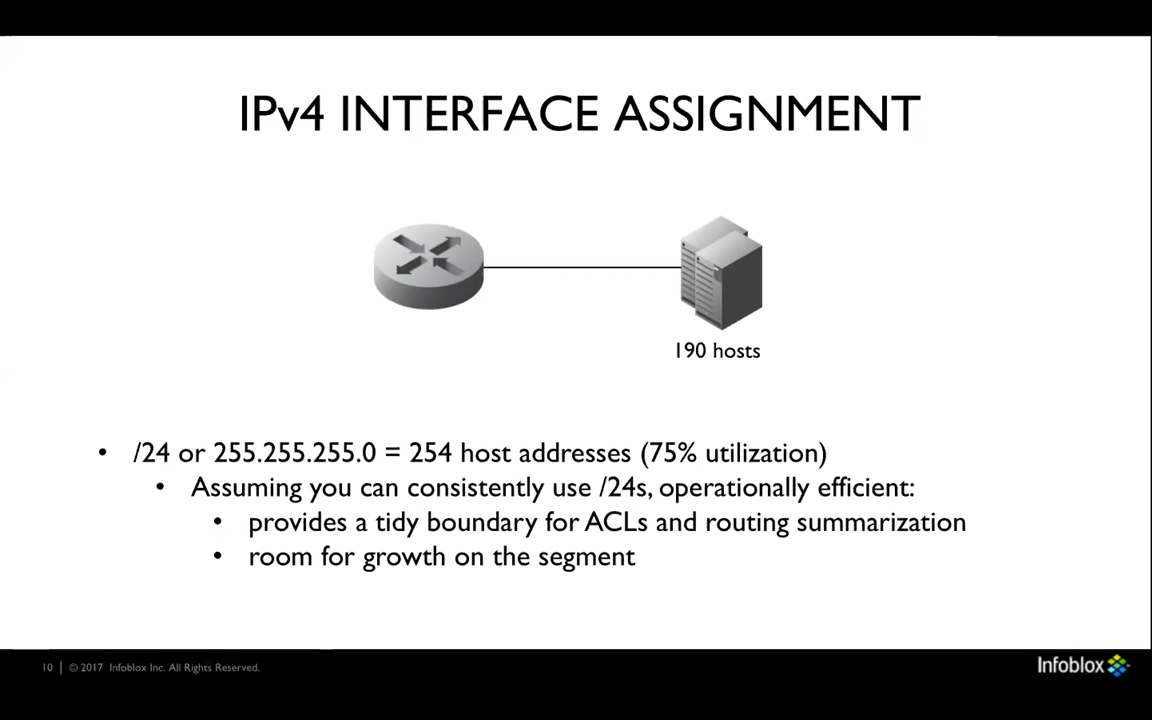 IPv4 INTERFACE ASSIGNMENT
190 hosts
• /24 or 255.255.255.0 = 254 host addresses (75% utilization)
• Assuming you can consistently use /24s, operationally efficient:
• provides a tidy boundary for ACLs and routing summarization
• room for growth on the segment
10 | © 2017 Infoblox Inc. All Rights Reserved.
Infoblox